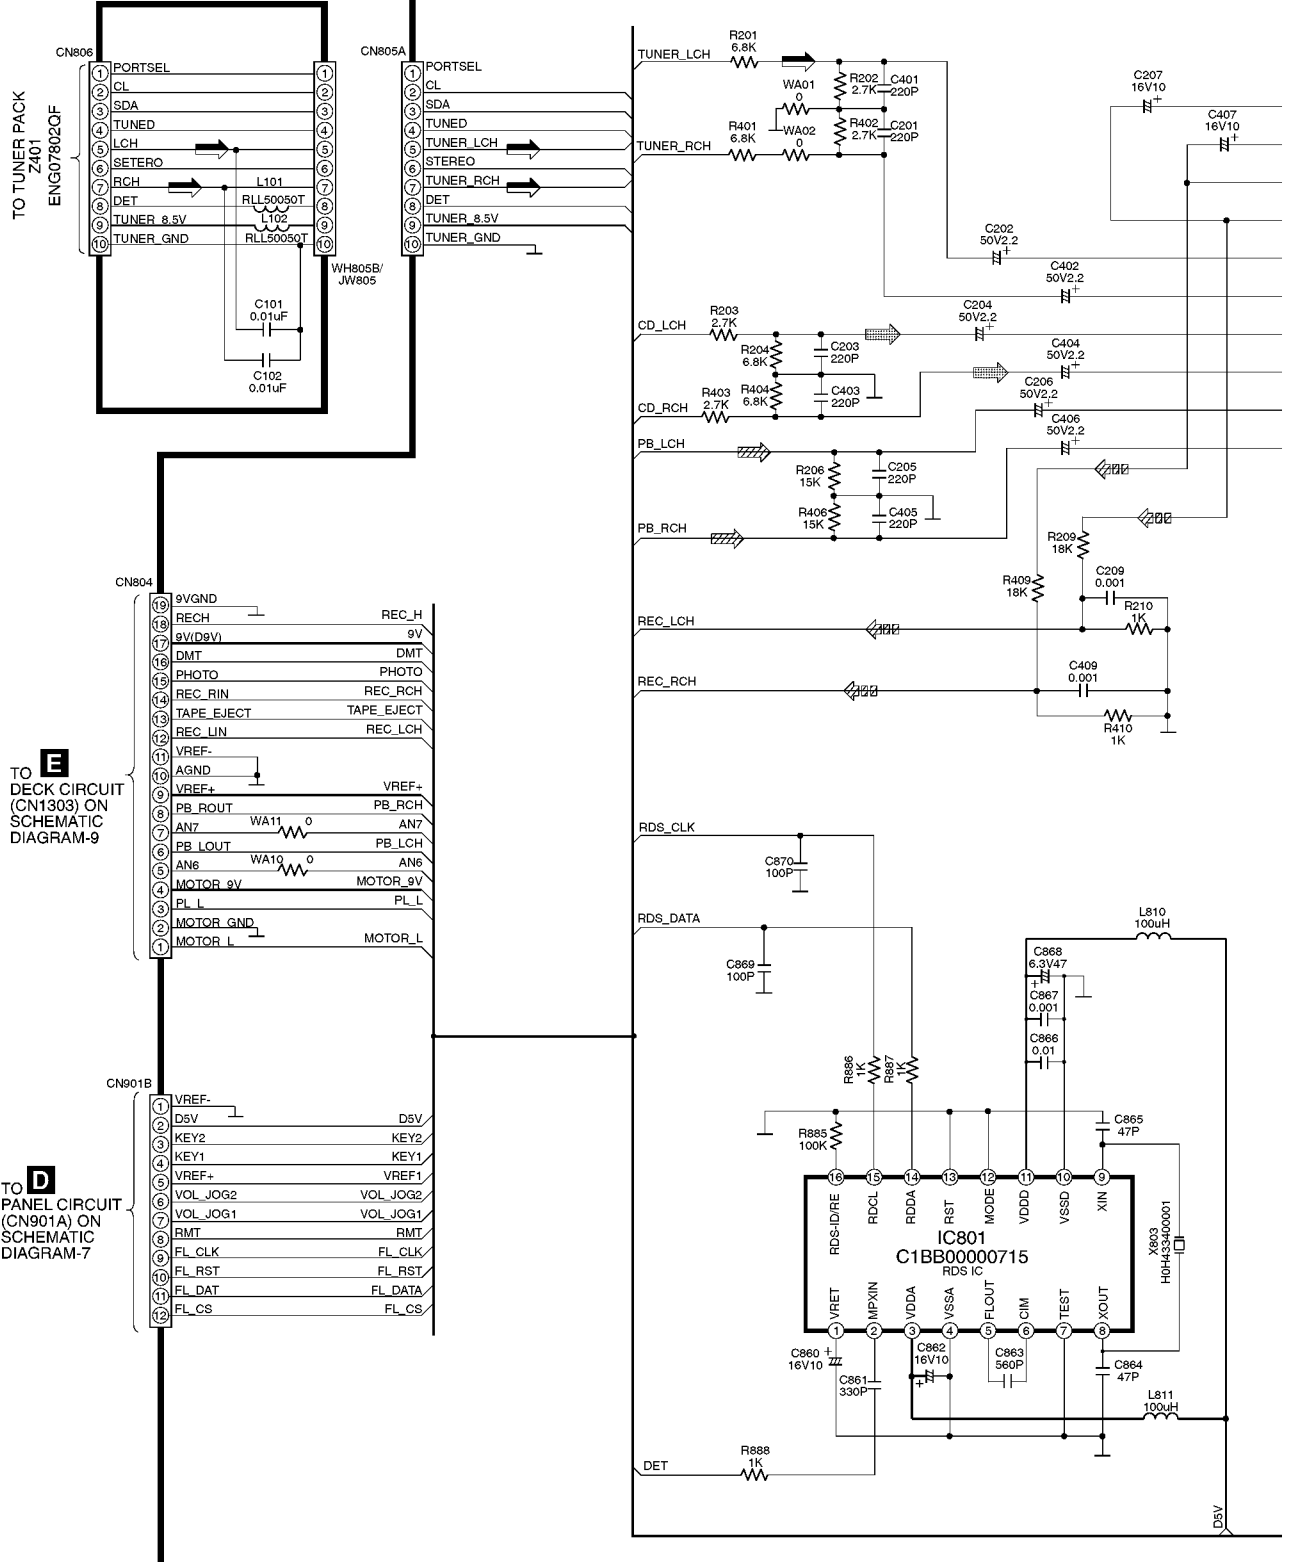 TO TUNER PACK
Z401
ENG07802QF
CN806
1 PORTSEL 1
2 CL 2
3 SDA 3
4 TUNED 4
5 LCH 5
6 SETERO 6
7 RCH L101 7
8 DET RLL50050T 8
9 TUNER_8.5V L102 9
10 TUNER_GND RLL50050T 10
WH805B/
JW805
C101
0.01uF
C102
0.01uF
CN805A
1 PORTSEL
2 CL
3 SDA
4 TUNED
5 TUNER_LCH
6 STEREO
7 TUNER_RCH
8 DET
9 TUNER_8.5V
10 TUNER_GND
TUNER_LCH
R201
6.8K
WA01
0
R202
2.7K
C401
220P
R402
2.7K
C201
220P
TUNER_RCH
R401
6.8K
WA02
0
C207
16V10
+
C407
16V10
+
C202
50V2.2
+
C402
50V2.2
+
CD_LCH
R203
2.7K
R204
6.8K
C203
220P
C204
50V2.2
+
R404
6.8K
C403
220P
C404
50V2.2
+
CD_RCH
R403
2.7K
C206
50V2.2
+
PB_LCH
C406
50V2.2
+
R206
15K
C205
220P
R406
15K
C405
220P
PB_RCH
R209
18K
R409
18K
C209
0.001
R210
1K
REC_LCH
REC_RCH
C409
0.001
R410
1K
CN804
19 9VGND
18 RECH REC_H
17 9V(D9V) 9V
16 DMT DMT
15 PHOTO PHOTO
14 REC_RIN REC_RCH
13 TAPE_EJECT TAPE_EJECT
12 REC_LIN REC_LCH
11 VREF-
10 AGND
9 VREF+ VREF+
8 PB_ROUT PB_RCH
7 AN7 WA11 0 AN7
6 PB_LOUT PB_LCH
5 AN6 WA10 0 AN6
4 MOTOR_9V MOTOR_9V
3 PL_L PL_L
2 MOTOR_GND
1 MOTOR_L MOTOR_L
TO E
DECK CIRCUIT
(CN1303) ON
SCHEMATIC
DIAGRAM-9
CN901B
1 VREF-
2 D5V D5V
3 KEY2 KEY2
4 KEY1 KEY1
5 VREF+ VREF1
6 VOL_JOG2 VOL_JOG2
7 VOL_JOG1 VOL_JOG1
8 RMT RMT
9 FL_CLK FL_CLK
10 FL_RST FL_RST
11 FL_DAT FL_DATA
12 FL_CS FL_CS
TO D
PANEL CIRCUIT
(CN901A) ON
SCHEMATIC
DIAGRAM-7
RDS_CLK
C870
100P
RDS_DATA
C869
100P
R886
1K
R887
1K
R885
100K
L810
100uH
C868
6.3V47
+
C867
0.001
C866
0.01
C865
47P
16 15 14 13 12 11 10 9
RDS-ID/RE RDCL RDDA RST MODE VDDD VSSD XIN
IC801
C1BB00000715
RDS IC
VRET MPXIN VDDA VSSA FLOUT CIM TEST XOUT
1 2 3 4 5 6 7 8
X803
H0H433400001
C860
16V10
+
C861
330P
C862
16V10
+
C863
560P
C864
47P
L811
100uH
DET
R888
1K
D5V